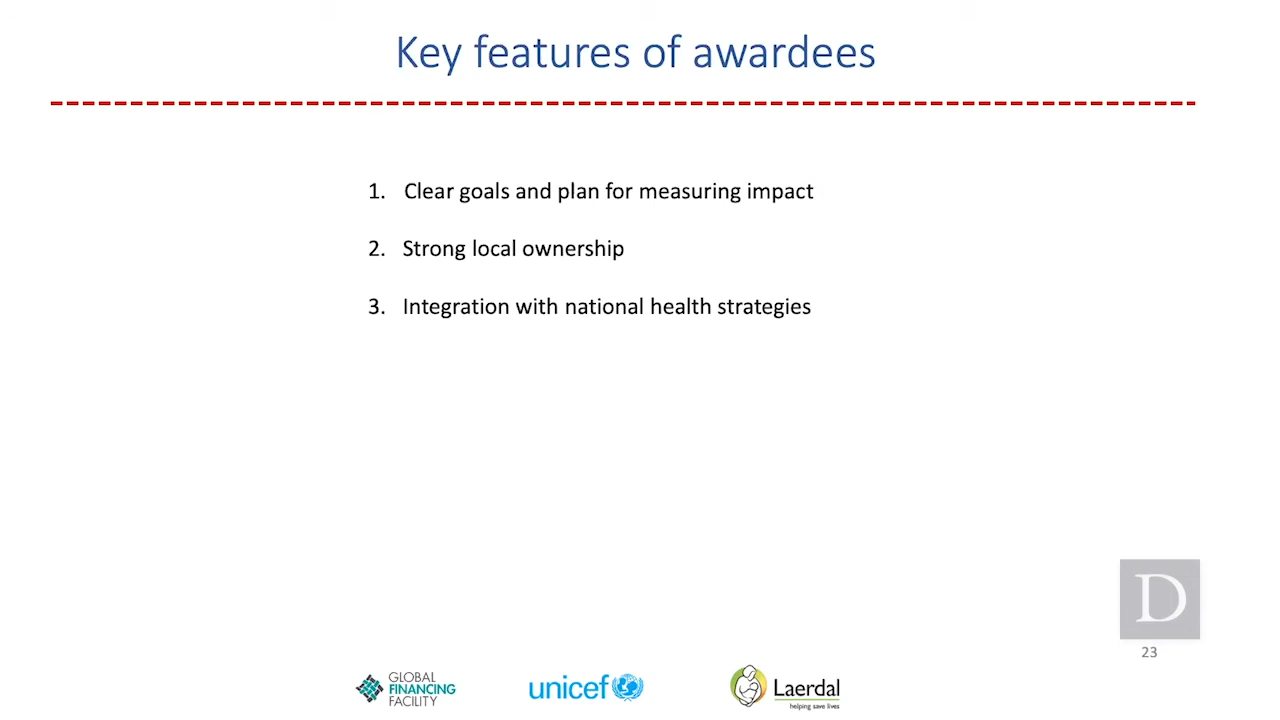 Key features of awardees
1. Clear goals and plan for measuring impact
2. Strong local ownership
3. Integration with national health strategies
D
23
GLOBAL
FINANCING
FACILITY
unicef
Laerdal
helping save lives